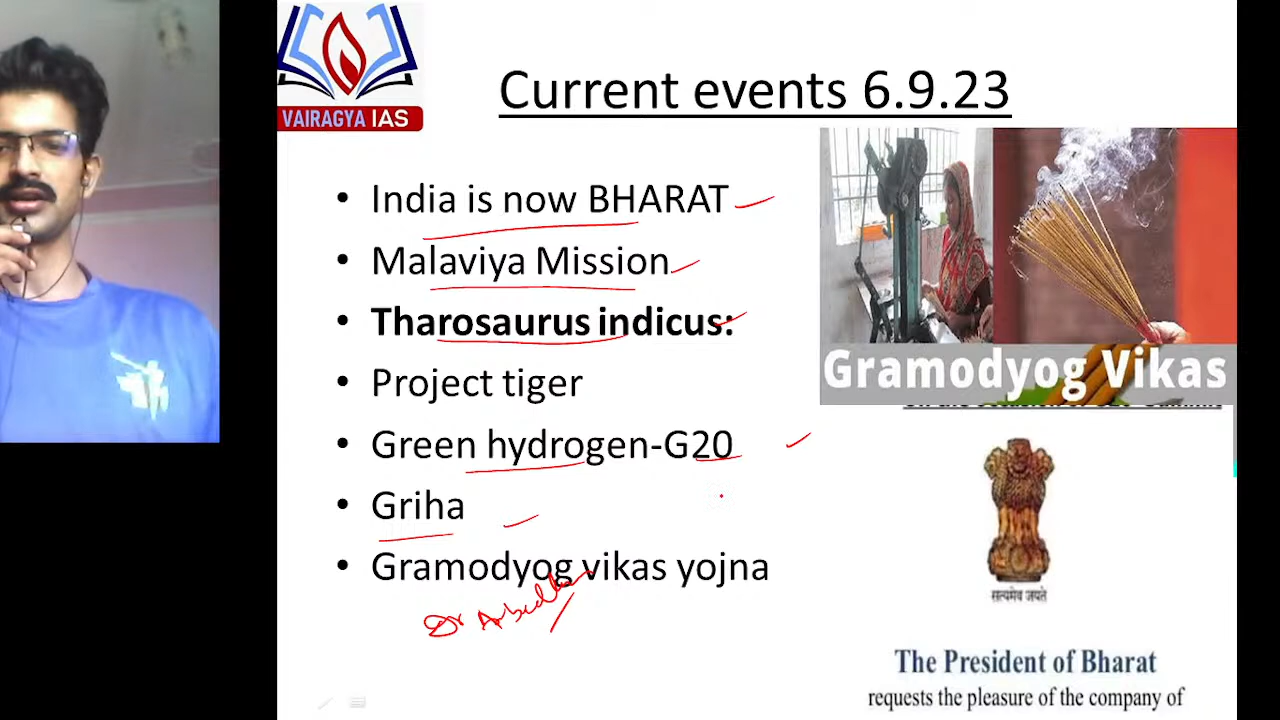 VAIRAGYA IAS
Current events 6.9.23
• India is now BHARAT
• Malaviya Mission
• Tharosaurus indicus:
• Project tiger
• Green hydrogen-G20
• Griha
• Gramodyog vikas yojna
Dr
Gramodyog Vikas
सत्यमेव जयते
The President of Bharat
requests the pleasure of the company of